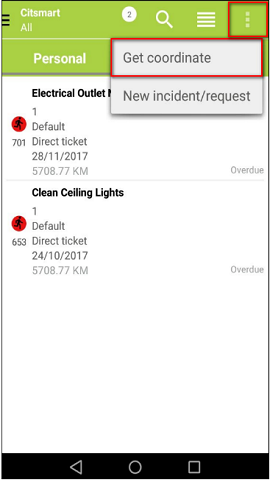 Citsmart
All
2
Get coordinate
New incident/request
Personal
Electrical Outlet
1
Default
701 Direct ticket
28/11/2017
5708.77 KM
Overdue
Clean Ceiling Lights
1
Default
653 Direct ticket
24/10/2017
5708.77 KM
Overdue